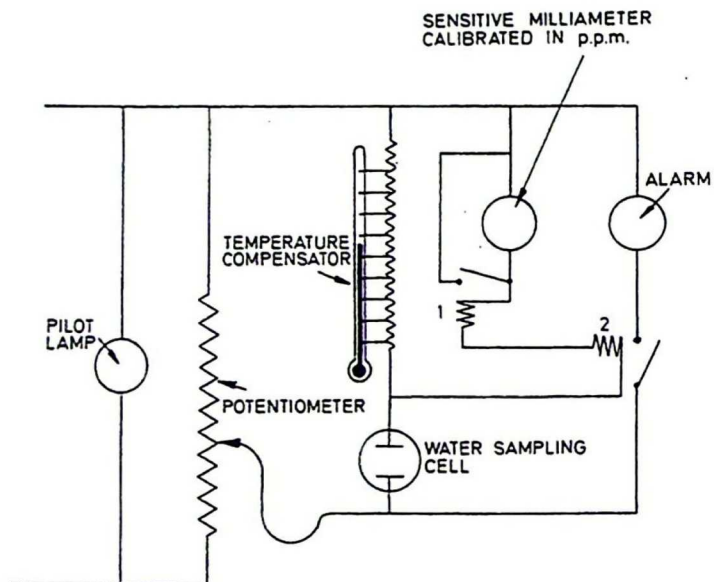 SENSITIVE MILLIAMETER
CALIBRATED IN p.p.m.
ALARM
TEMPERATURE
COMPENSATOR
1
2
PILOT
LAMP
POTENTIOMETER
WATER SAMPLING
CELL